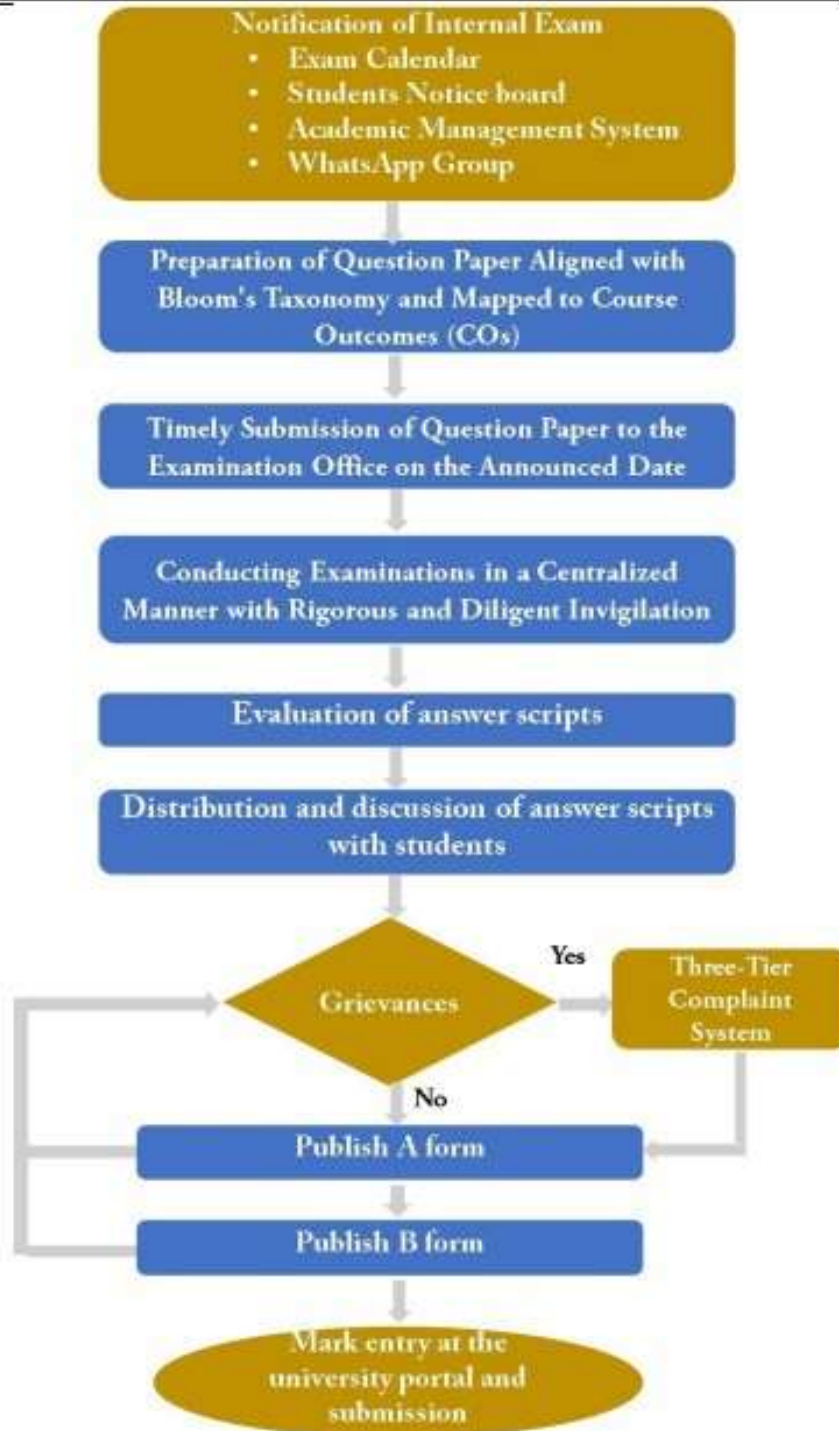 Notification of Internal Exam
• Exam Calendar
• Students Notice board
• Academic Management System
• WhatsApp Group
Preparation of Question Paper Aligned with
Bloom's Taxonomy and Mapped to Course
Outcomes (COs)
Timely Submission of Question Paper to the
Examination Office on the Announced Date
Conducting Examinations in a Centralized
Manner with Rigorous and Diligent Invigilation
Evaluation of answer scripts
Distribution and discussion of answer scripts
with students
Grievances
Yes
Three-Tier
Complaint
System
No
Publish A form
Publish B form
Mark entry at the
university portal and
submission